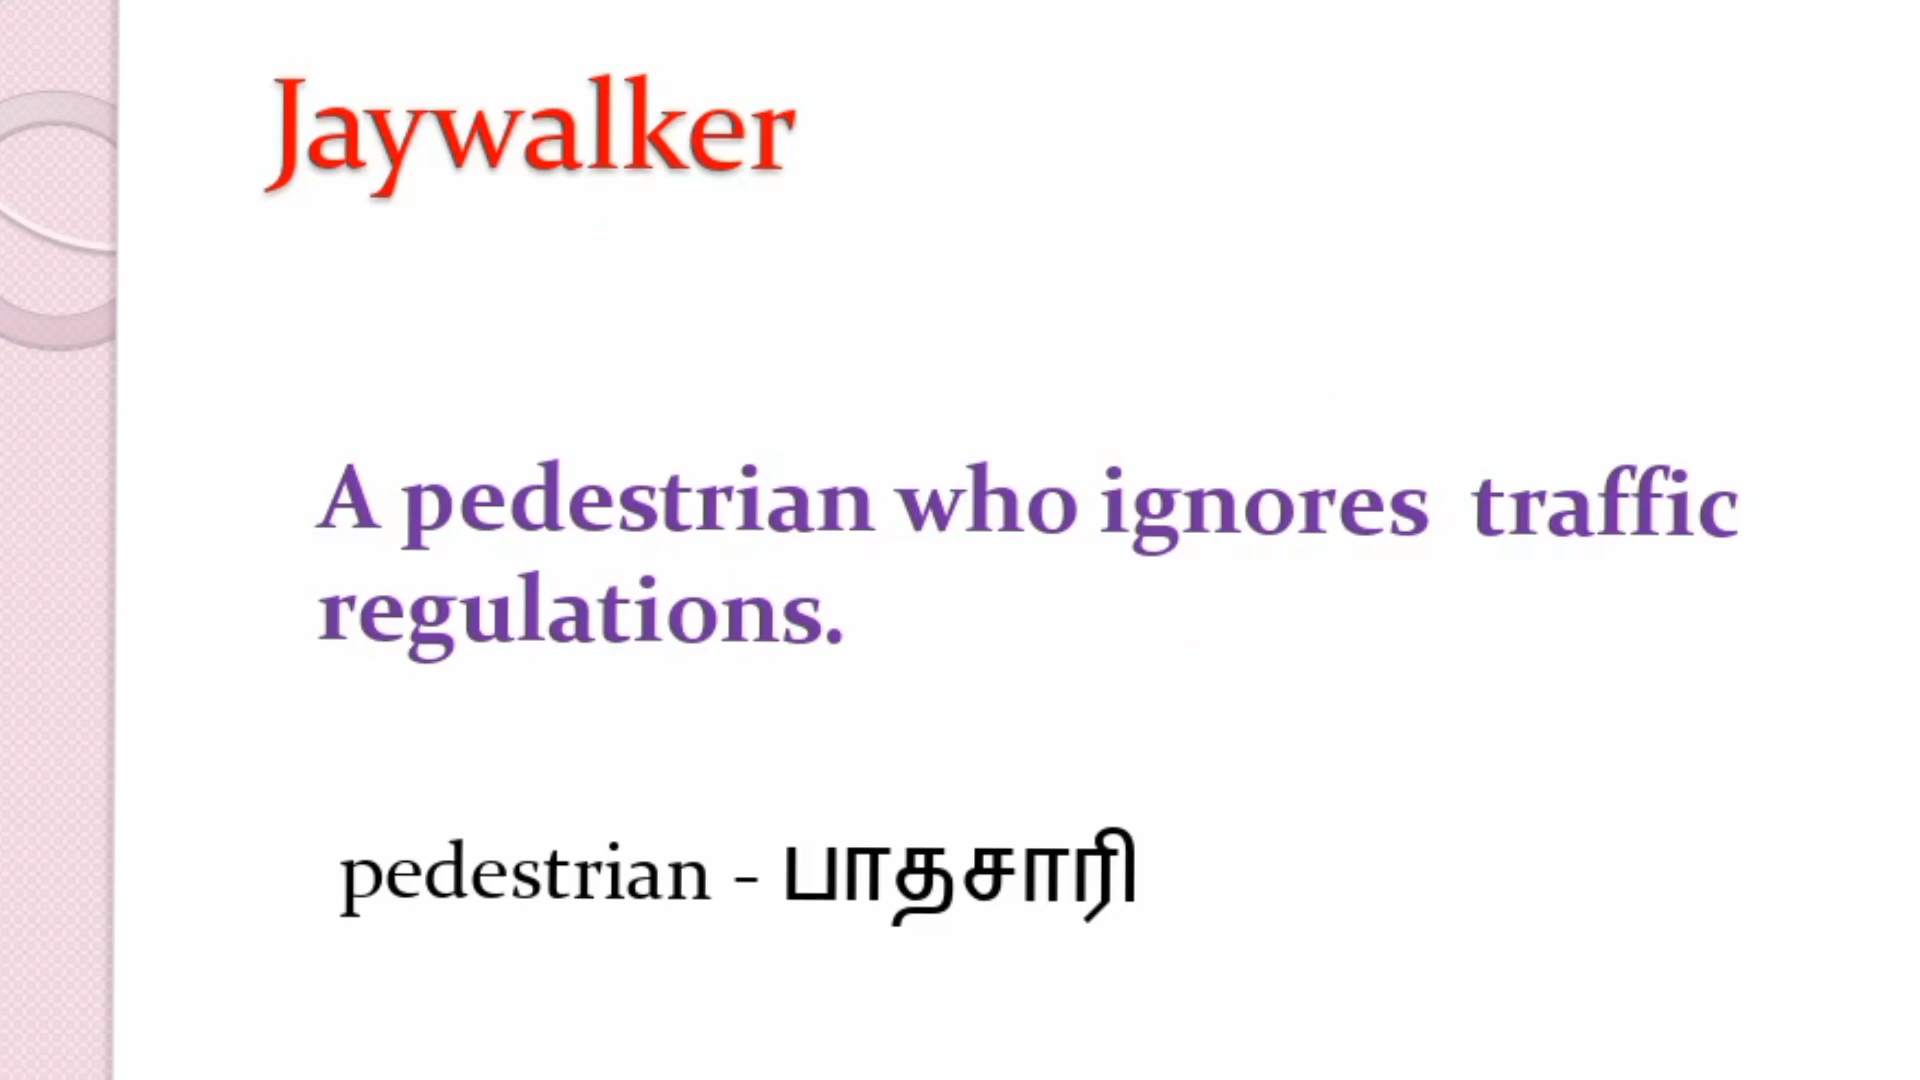 Jaywalker
A pedestrian who ignores traffic
regulations.
pedestrian - பாதசாரி